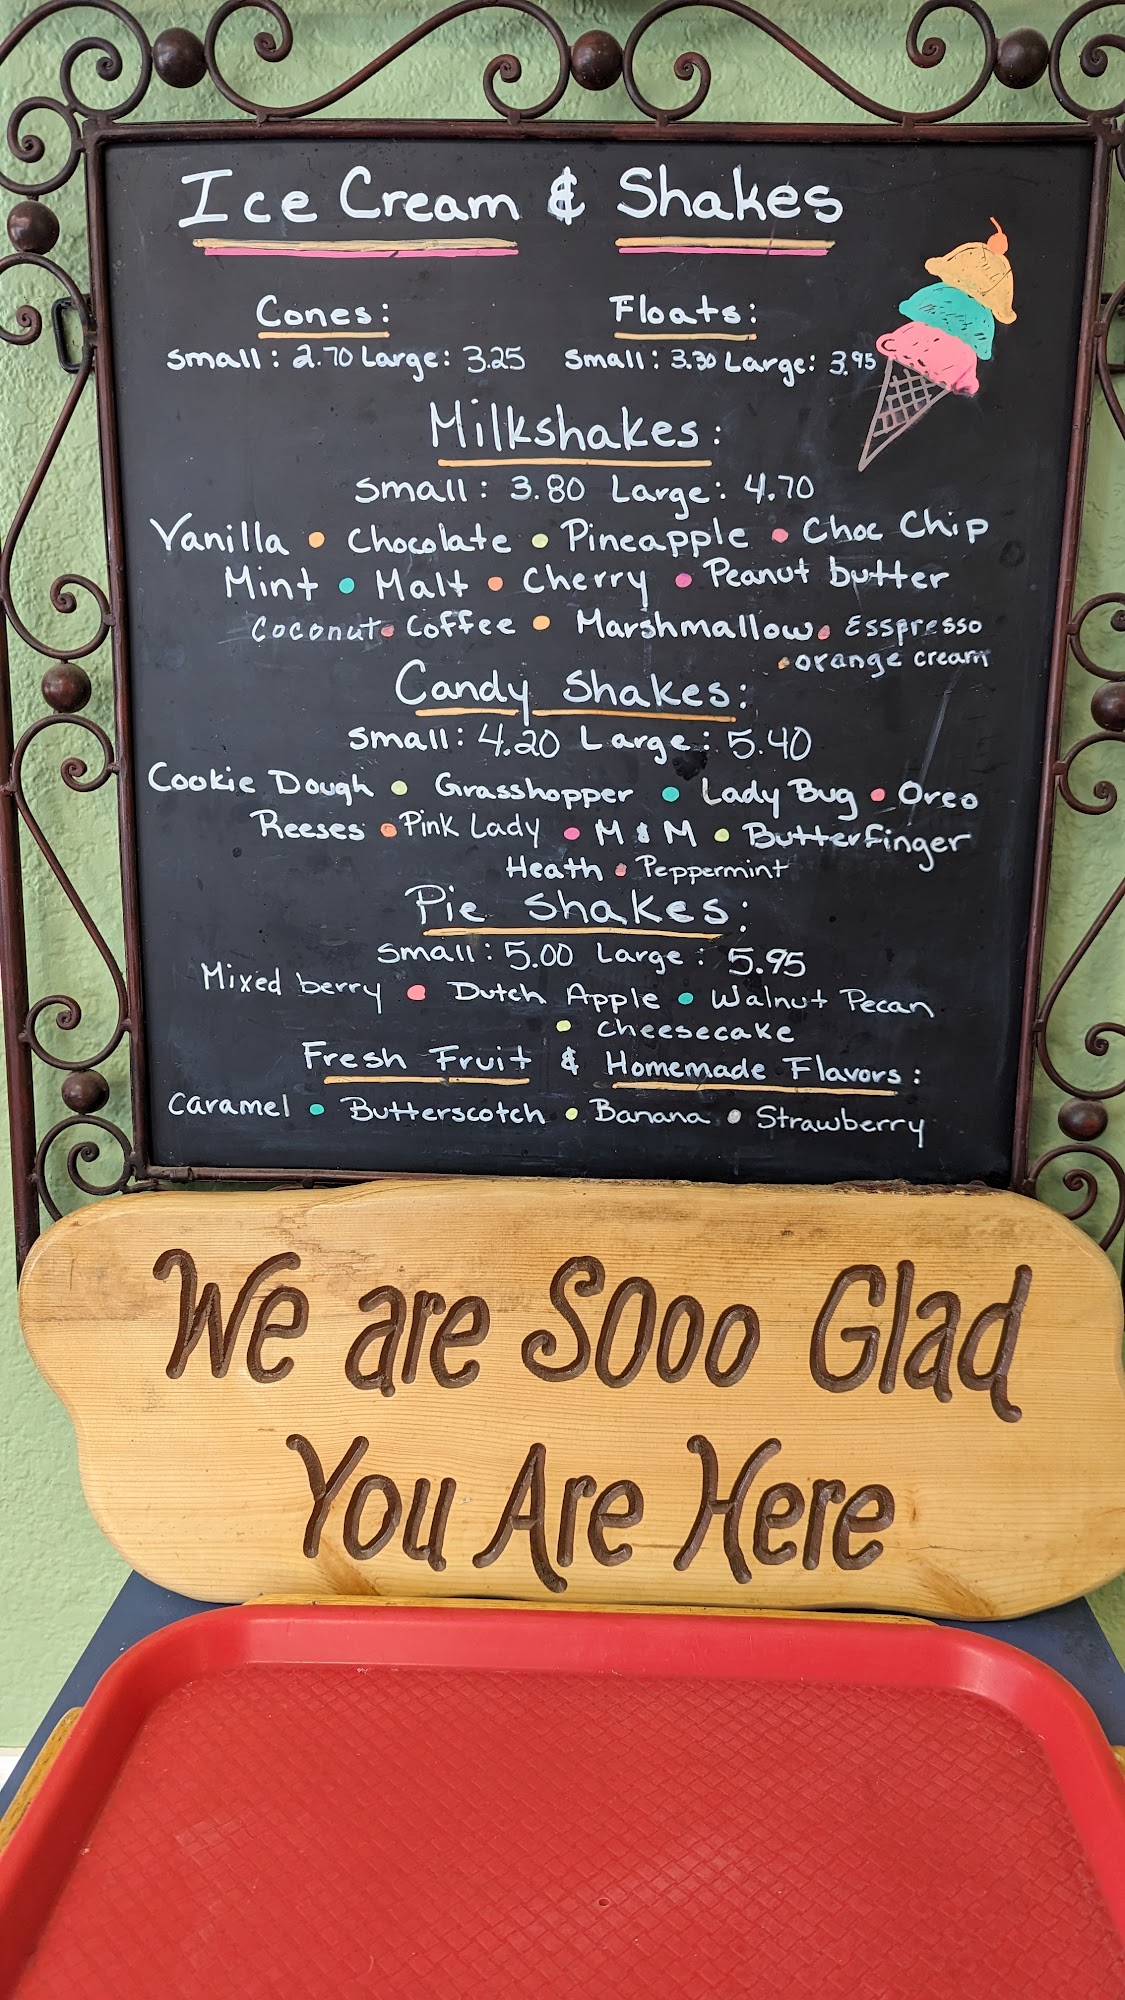 Ice Cream & Shakes
Cones: Floats:
Small: 2.70 Large: 3.25 Small: 3.30 Large: 3.95
Milkshakes:
Small: 3.80 Large: 4.70
Vanilla • Chocolate • Pineapple • Choc Chip
Mint • Malt • Cherry • Peanut butter
Coconut • Coffee • Marshmallow • Esspresso
• orange cream
Candy Shakes:
Small: 4.20 Large: 5.40
Cookie Dough • Grasshopper • Lady Bug • Oreo
Reeses • Pink Lady • M & M • Butterfinger
Heath • Peppermint
Pie Shakes:
Small: 5.00 Large: 5.95
Mixed berry • Dutch Apple • Walnut Pecan
• cheesecake
Fresh Fruit & Homemade Flavors:
Caramel • Butterscotch • Banana • Strawberry
We are Sooo Glad
You Are Here